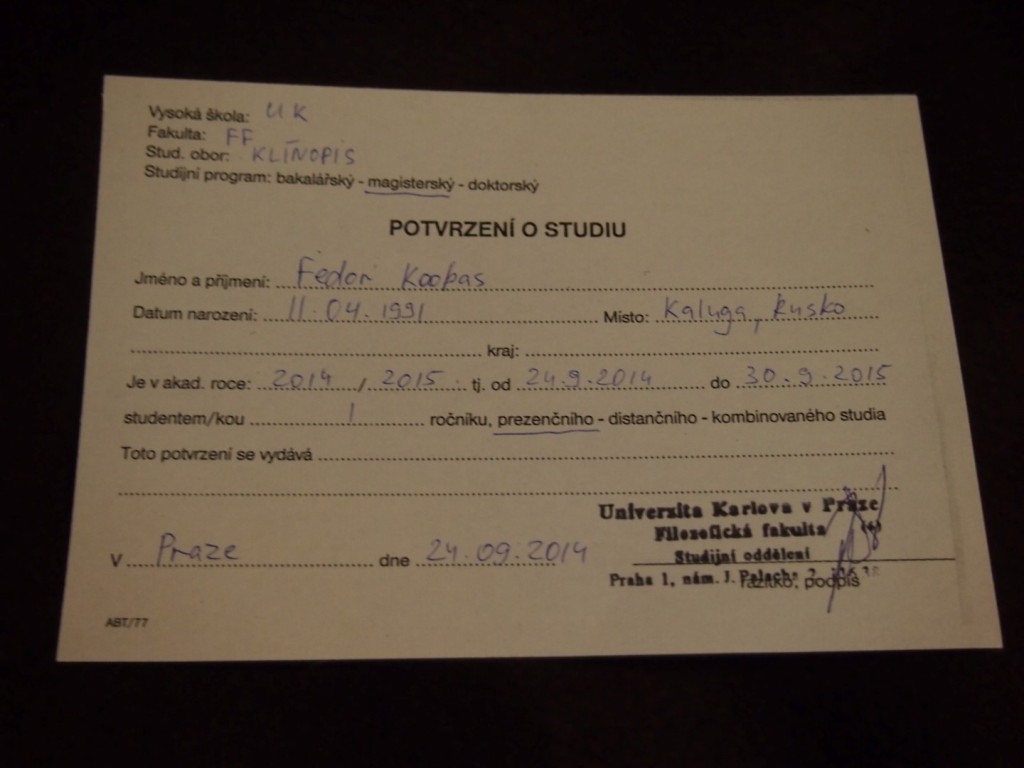 Vysoká škola: UK
Fakulta: FF
Stud. obor: KLÍNOPIS
Studijní program: bakalářský - magisterský - doktorský
POTVRZENÍ O STUDIU
Jméno a příjmení: Fedor
Datum narození: 11.04.1991 Místo: Kaluga, Rusko
kraj:
Je v akad. roce: 2014 / 2015 tj. od 24.9.2014 do 30.9.2015
studentem/kou 1 ročníku, prezenčního - distančního - kombinovaného studia
Toto potvrzení se vydává
Univerzita Karlova v Praze
Filozofická fakulta
Studijní oddělení
Praha 1, nám. J. Palacha 2
V Praze dne 24.09.2014
razítko, podpis
ABT/77